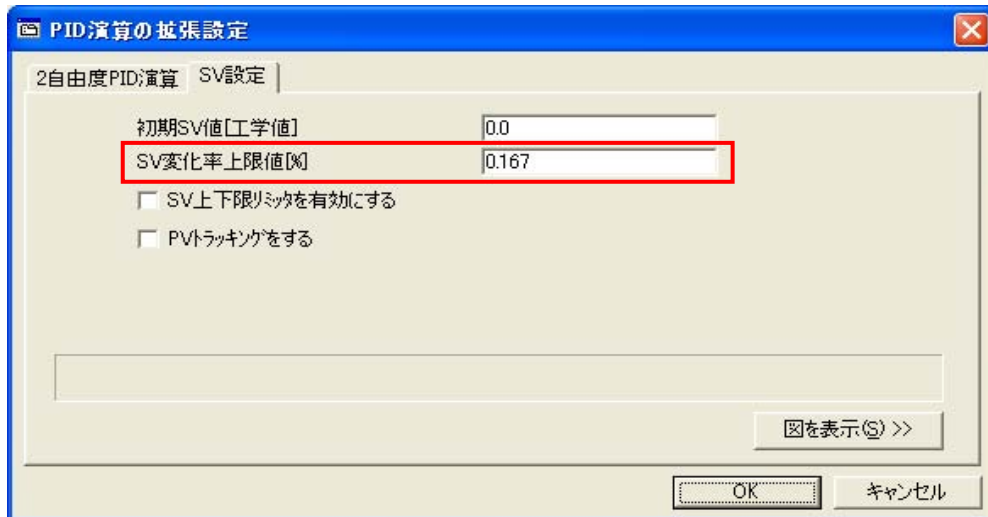 PID演算の拡張設定
2自由度PID演算 SV設定
初期SV値[工学値] 0.0
SV変化率上限値[%] 0.167
SV上下限リミッタを有効にする
PVトラッキングをする
図を表示(S) >>
OK キャンセル